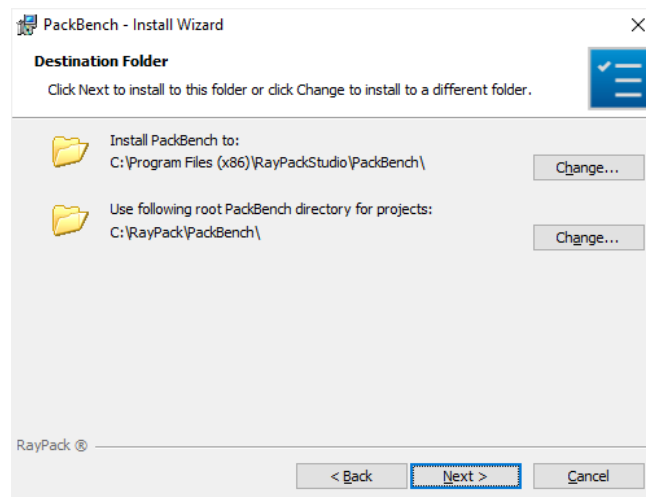 PackBench - Install Wizard
Destination Folder
Click Next to install to this folder or click Change to install to a different folder.
Install PackBench to:
C:\Program Files (x86)\RayPackStudio\PackBench\
Change...
Use following root PackBench directory for projects:
C:\RayPack\PackBench\
Change...
RayPack ®
< Back
Next >
Cancel